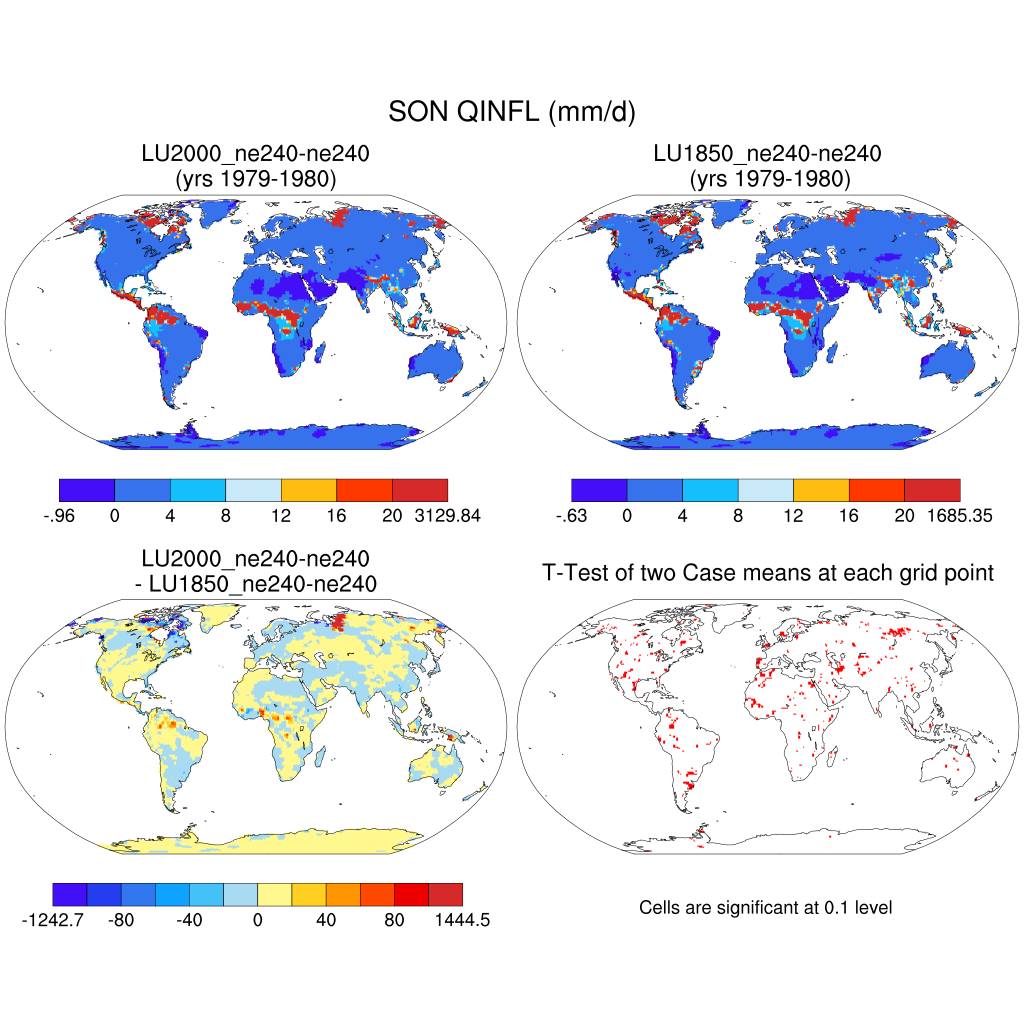 SON QINFL (mm/d)
LU2000_ne240-ne240
(yrs 1979-1980)
LU1850_ne240-ne240
(yrs 1979-1980)
-.96 0 4 8 12 16 20 3129.84
-.63 0 4 8 12 16 20 1685.35
LU2000_ne240-ne240
- LU1850_ne240-ne240
T-Test of two Case means at each grid point
-1242.7 -80 -40 0 40 80 1444.5
Cells are significant at 0.1 level